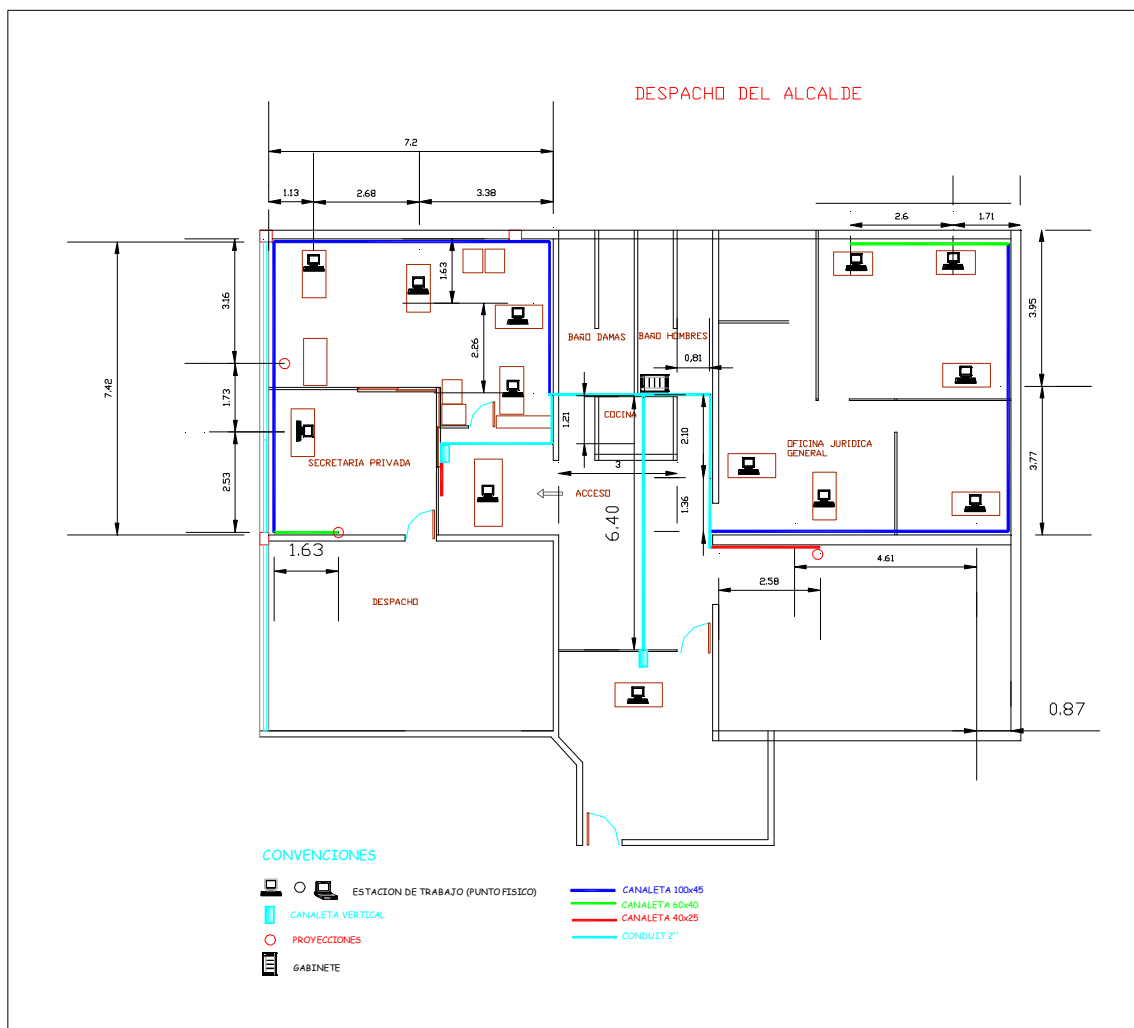 DESPACHO DEL ALCALDE
7.2
1.13
2.68
3.38
2.6
1.71
3.16
1.63
3.95
BAÑO DAMAS
BAÑO HOMBRES
2.26
0,81
7.42
1.73
1.21
COCINA
2.10
OFICINA JURIDICA
GENERAL
3.77
SECRETARIA PRIVADA
3
2.53
ACCESO
1.36
6.40
1.63
4.61
2.58
DESPACHO
0.87
CONVENCIONES
ESTACION DE TRABAJO (PUNTO FISICO)
CANALETA VERTICAL
PROYECCIONES
GABINETE
CANALETA 100x45
CANALETA 60x40
CANALETA 40x25
CONDUIT 2''